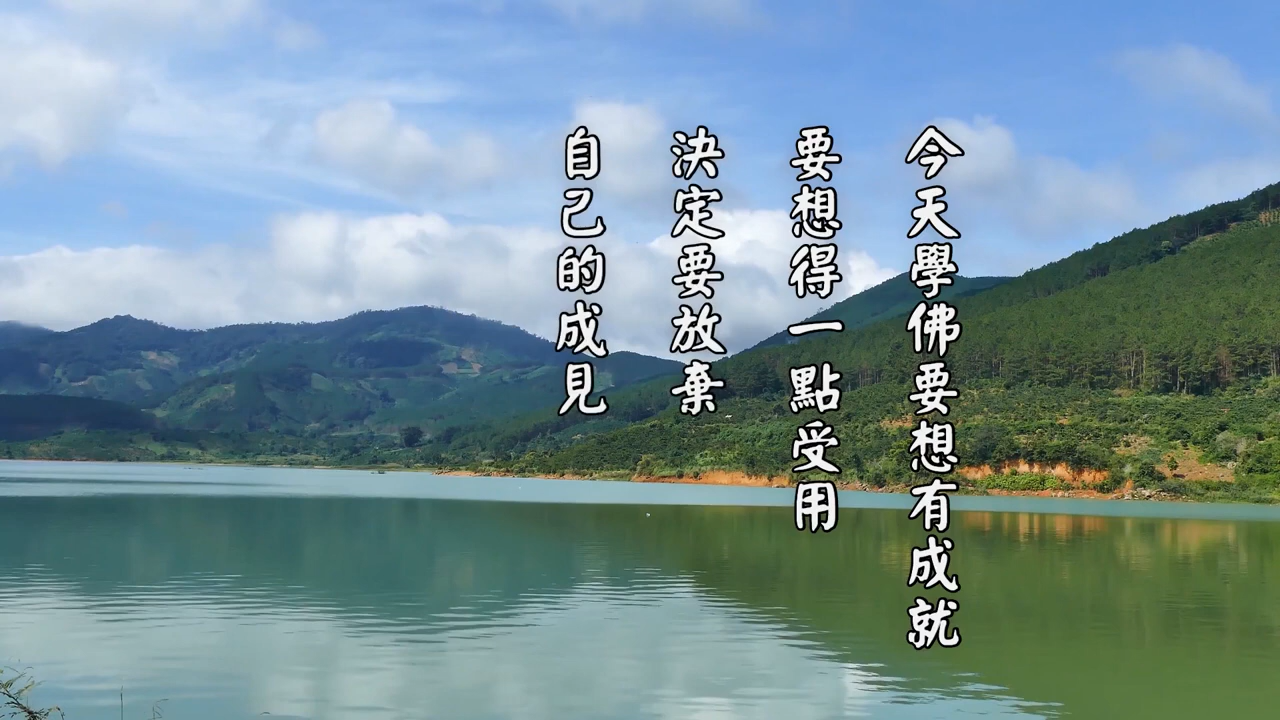 今天學佛要想有成就
要想得一點受用
決定要放棄
自己的成見